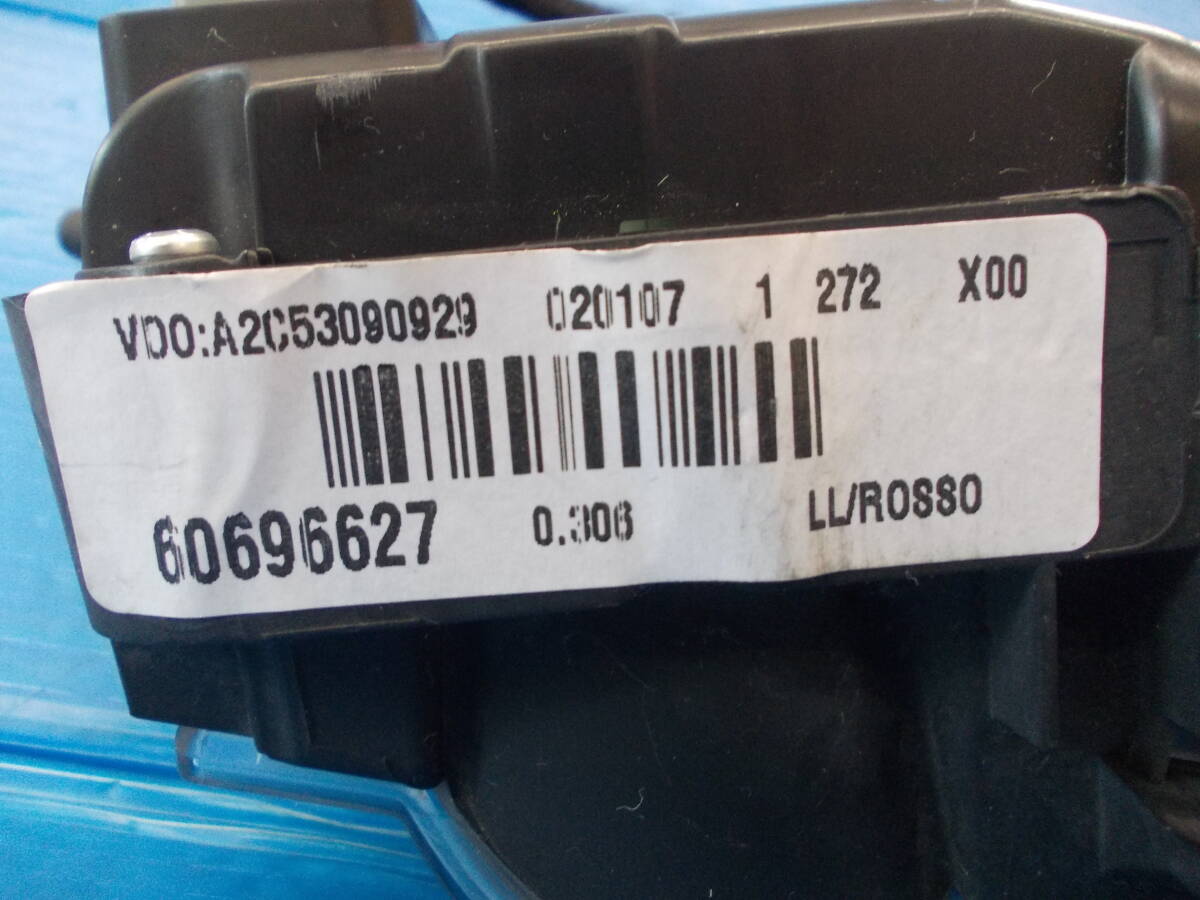 VDO:A2C53090929 020107 1 272 X00
60696627 0.306 LL/ROSSO